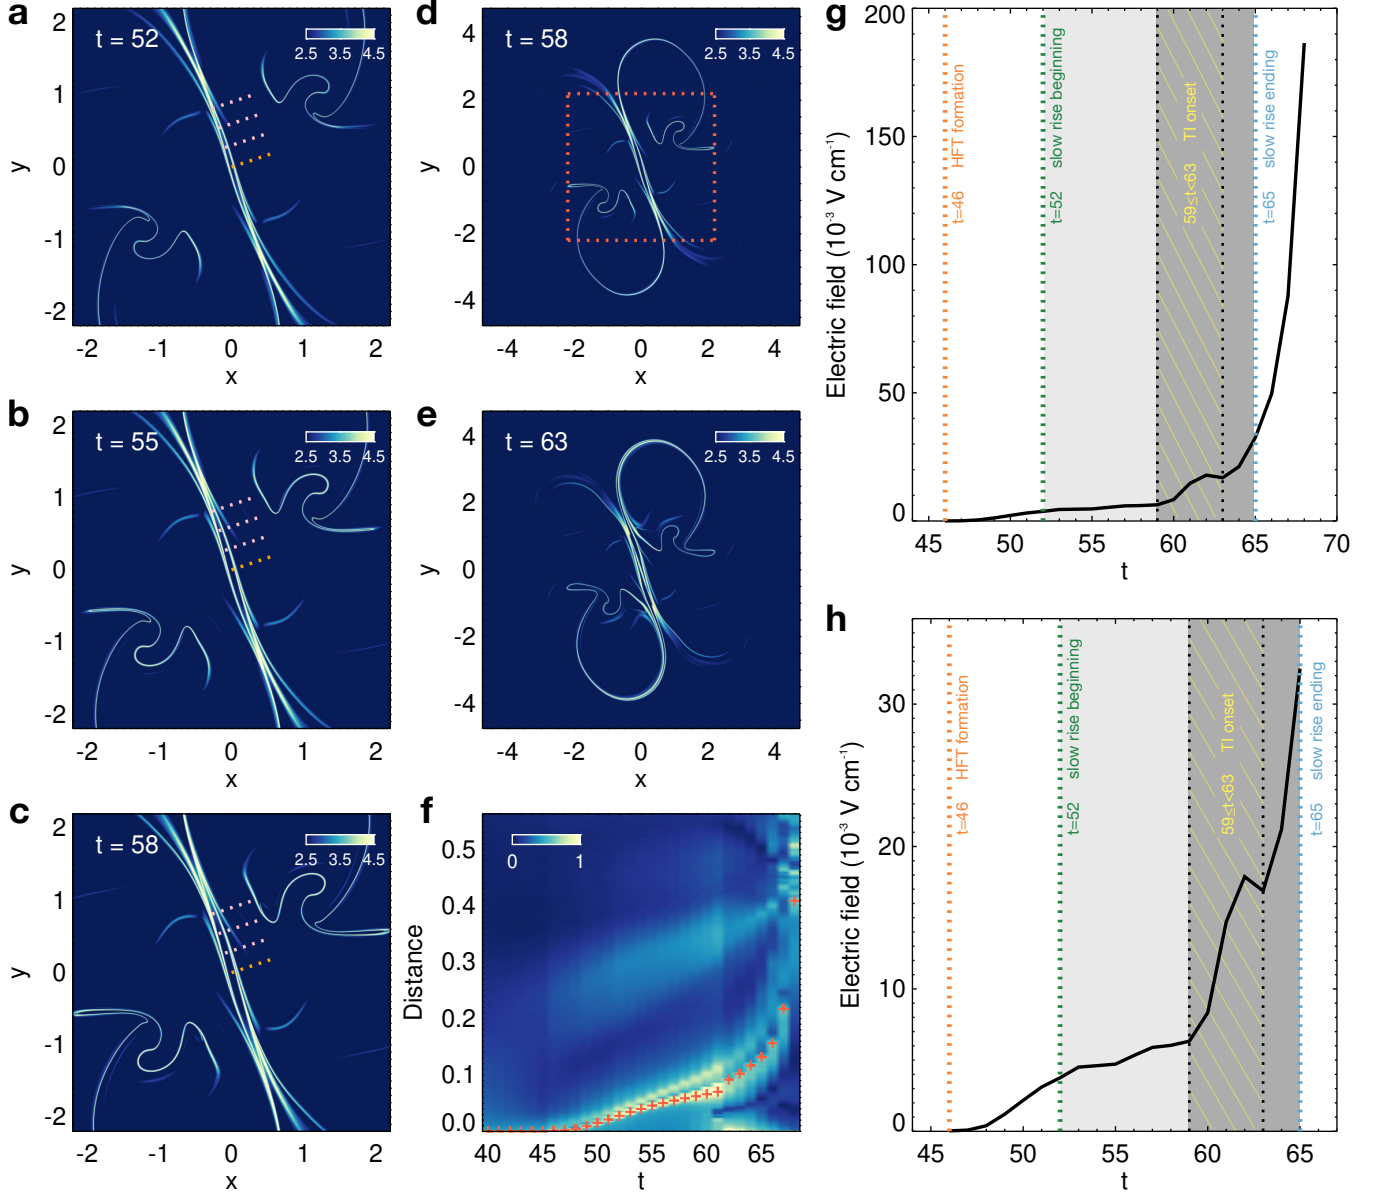 a
t = 52
2.5 3.5 4.5
2
1
0
-1
-2
y
-2 -1 0 1 2
x
b
t = 55
2.5 3.5 4.5
2
1
0
-1
-2
y
-2 -1 0 1 2
x
c
t = 58
2.5 3.5 4.5
2
1
0
-1
-2
y
-2 -1 0 1 2
x
d
t = 58
2.5 3.5 4.5
4
2
0
-2
-4
y
-4 -2 0 2 4
x
e
t = 63
2.5 3.5 4.5
4
2
0
-2
-4
y
-4 -2 0 2 4
x
f
0 1
0.5
0.4
0.3
0.2
0.1
0.0
Distance
40 45 50 55 60 65
t
g
200
150
100
50
0
Electric field (10⁻³ V cm⁻¹)
t=46 HFT formation
t=52 slow rise beginning
59≤t<63 TI onset
t=65 slow rise ending
45 50 55 60 65 70
t
h
30
20
10
0
Electric field (10⁻³ V cm⁻¹)
t=46 HFT formation
t=52 slow rise beginning
59≤t<63 TI onset
t=65 slow rise ending
45 50 55 60 65
t